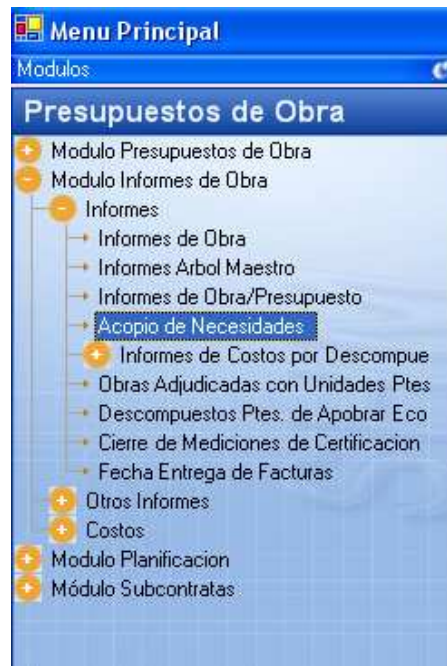 Menu Principal
Modulos
Presupuestos de Obra
Modulo Presupuestos de Obra
Modulo Informes de Obra
Informes
Informes de Obra
Informes Arbol Maestro
Informes de Obra/Presupuesto
Acopio de Necesidades
Informes de Costos por Descompue
Obras Adjudicadas con Unidades Ptes
Descompuestos Ptes. de Apobrar Eco
Cierre de Mediciones de Certificacion
Fecha Entrega de Facturas
Otros Informes
Costos
Modulo Planificacion
Módulo Subcontratas